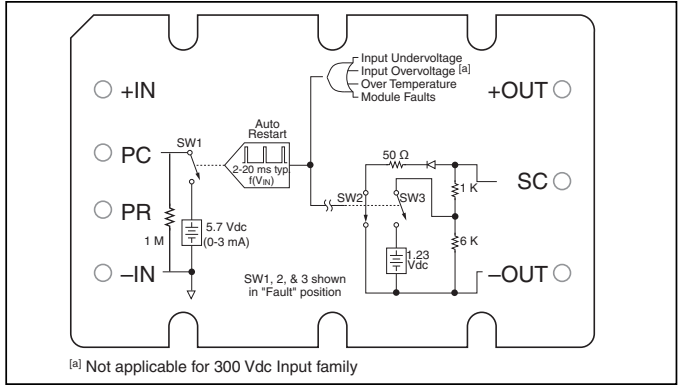 Input Undervoltage
Input Overvoltage [a]
Over Temperature
Module Faults
+IN
+OUT
Auto
Restart
SW1
PC
2-20 ms typ.
f(VIN)
50 Ω
SC
1 K
SW2
SW3
PR
5.7 Vdc
(0-3 mA)
1 M
6 K
1.23
Vdc
–IN
SW1, 2, & 3 shown
in "Fault" position
–OUT
[a] Not applicable for 300 Vdc Input family